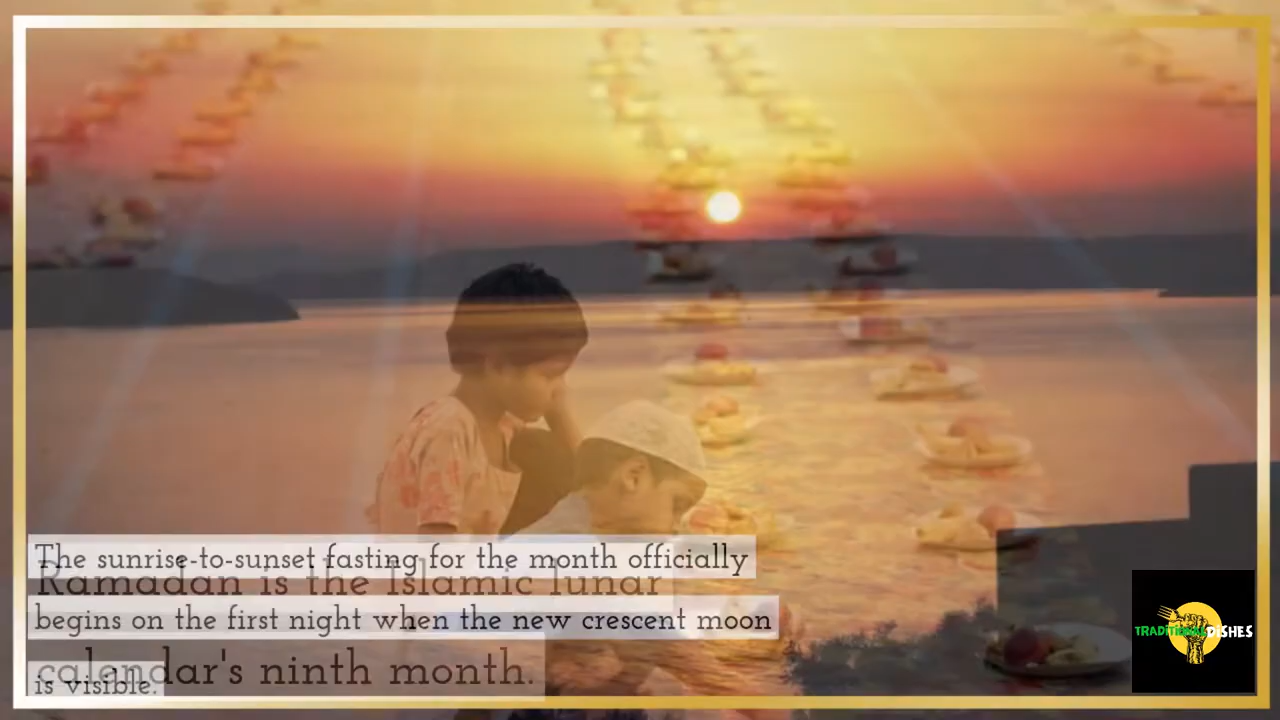 The sunrise-to-sunset fasting for the month officially
begins on the first night when the new crescent moon
is visible.
Ramadan is the Islamic lunar
calendar's ninth month.
TRADITIONAL DISHES